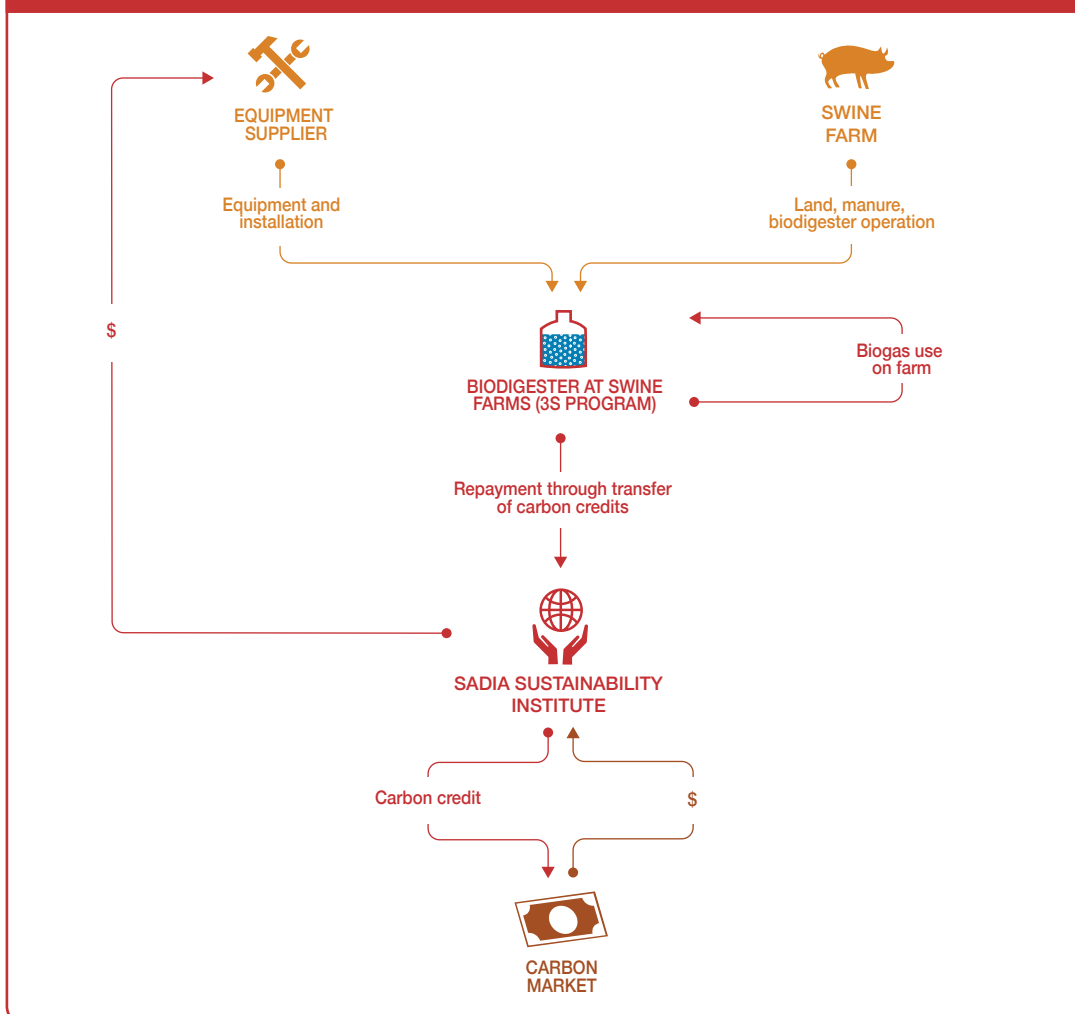 EQUIPMENT
SUPPLIER
SWINE
FARM
Equipment and
installation
Land, manure,
biodigester operation
$
Biogas use
on farm
BIODIGESTER AT SWINE
FARMS (3S PROGRAM)
Repayment through transfer
of carbon credits
SADIA SUSTAINABILITY
INSTITUTE
Carbon credit
$
CARBON
MARKET